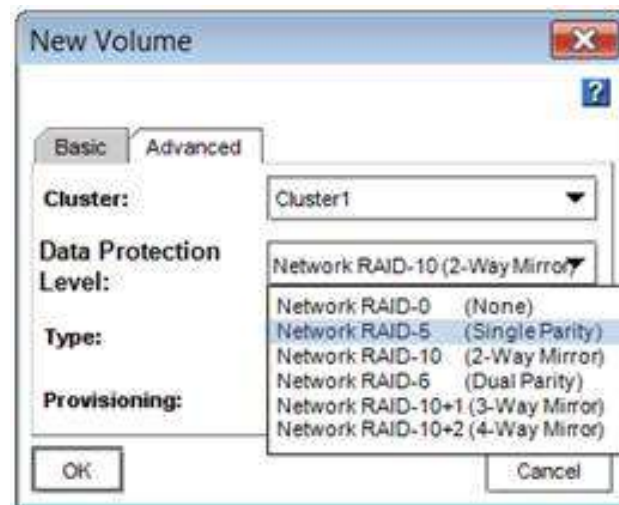 New Volume
?
Basic
Advanced
Cluster:
Cluster1
Data Protection
Level:
Network RAID-10 (2-Way Mirror)
Network RAID-0 (None)
Network RAID-5 (Single Parity)
Type:
Network RAID-10 (2-Way Mirror)
Network RAID-6 (Dual Parity)
Provisioning:
Network RAID-10+1 (3-Way Mirror)
Network RAID-10+2 (4-Way Mirror)
OK
Cancel